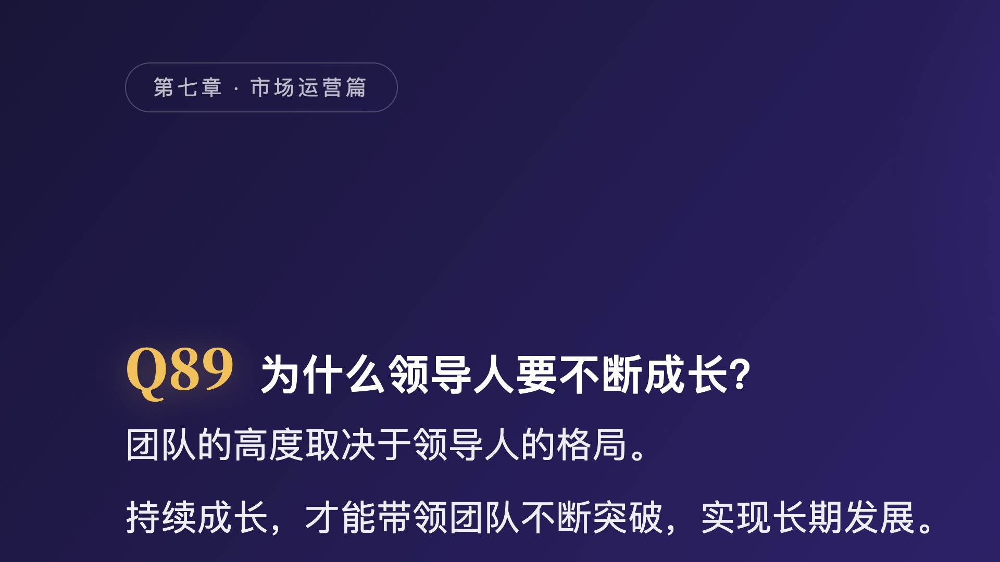 第七章 · 市场运营篇
Q89 为什么领导人要不断成长?
团队的高度取决于领导人的格局。
持续成长，才能带领团队不断突破，实现长期发展。